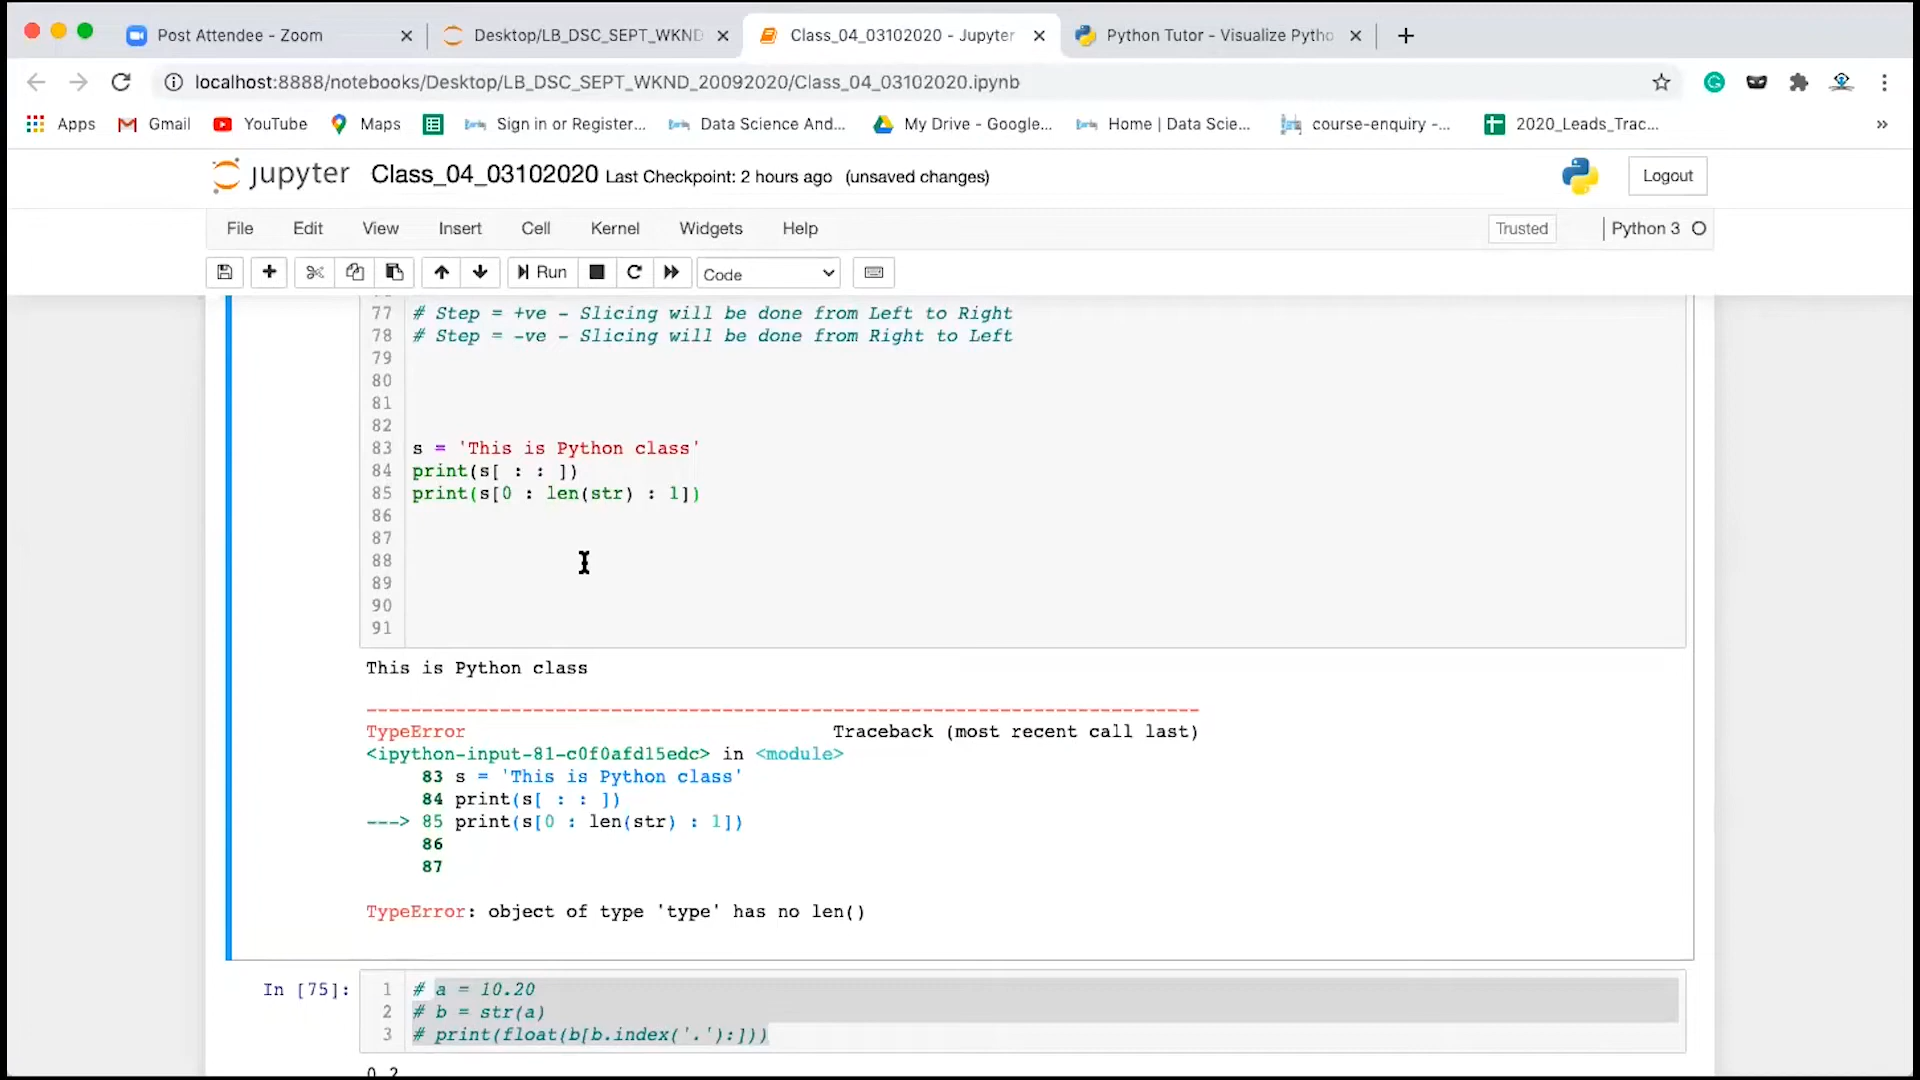 Post Attendee - Zoom
Desktop/LB_DSC_SEPT_WKND
Class_04_03102020 - Jupyter
Python Tutor - Visualize Pytho
localhost:8888/notebooks/Desktop/LB_DSC_SEPT_WKND_20092020/Class_04_03102020.ipynb
Apps Gmail YouTube Maps Sign in or Register... Data Science And... My Drive - Google... Home | Data Scie... course-enquiry -... 2020_Leads_Trac... »
jupyter Class_04_03102020 Last Checkpoint: 2 hours ago (unsaved changes) Logout
File Edit View Insert Cell Kernel Widgets Help Trusted Python 3
Run Code
77 # Step = +ve - Slicing will be done from Left to Right
78 # Step = -ve - Slicing will be done from Right to Left
79
80
81
82
83 s = 'This is Python class'
84 print(s[ : : ])
85 print(s[0 : len(str) : 1])
86
87
88
89
90
91
This is Python class
---------------------------------------------------------------------------
TypeError Traceback (most recent call last)
<ipython-input-81-c0f0afd15edc> in <module>
83 s = 'This is Python class'
84 print(s[ : : ])
---> 85 print(s[0 : len(str) : 1])
86
87
TypeError: object of type 'type' has no len()
In [75]: 1 # a = 10.20
2 # b = str(a)
3 # print(float(b[b.index('.'):]))
0.2